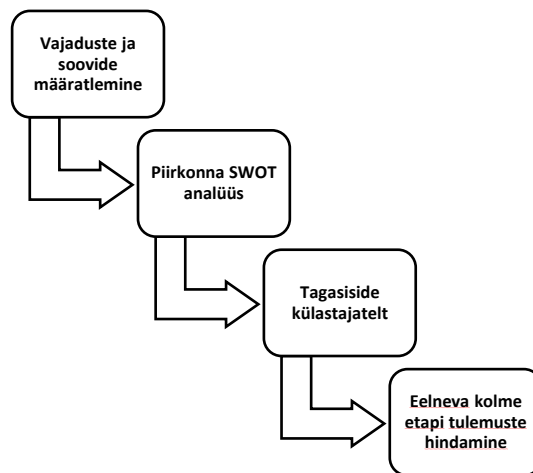 Vajaduste ja
soovide
määratlemine
Piirkonna SWOT
analüüs
Tagasiside
külastajatelt
Eelneva kolme
etapi tulemuste
hindamine